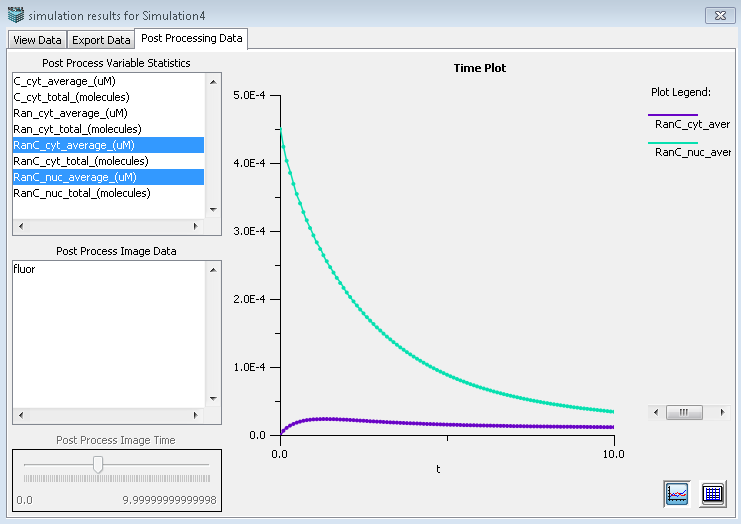 simulation results for Simulation4
View Data
Export Data
Post Processing Data
Post Process Variable Statistics
C_cyt_average_(uM)
C_cyt_total_(molecules)
Ran_cyt_average_(uM)
Ran_cyt_total_(molecules)
RanC_cyt_average_(uM)
RanC_cyt_total_(molecules)
RanC_nuc_average_(uM)
RanC_nuc_total_(molecules)
Post Process Image Data
fluor
Post Process Image Time
0.0
9.99999999999998
Time Plot
5.0E-4
4.0E-4
3.0E-4
2.0E-4
1.0E-4
0.0
0.0
10.0
t
Plot Legend:
RanC_cyt_aver
RanC_nuc_aver